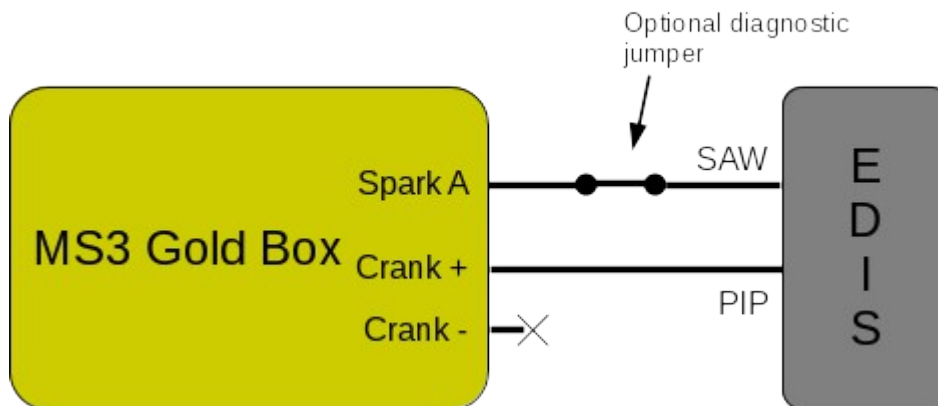 Optional diagnostic
jumper
Spark A
SAW
MS3 Gold Box
Crank +
PIP
Crank -
E
D
I
S